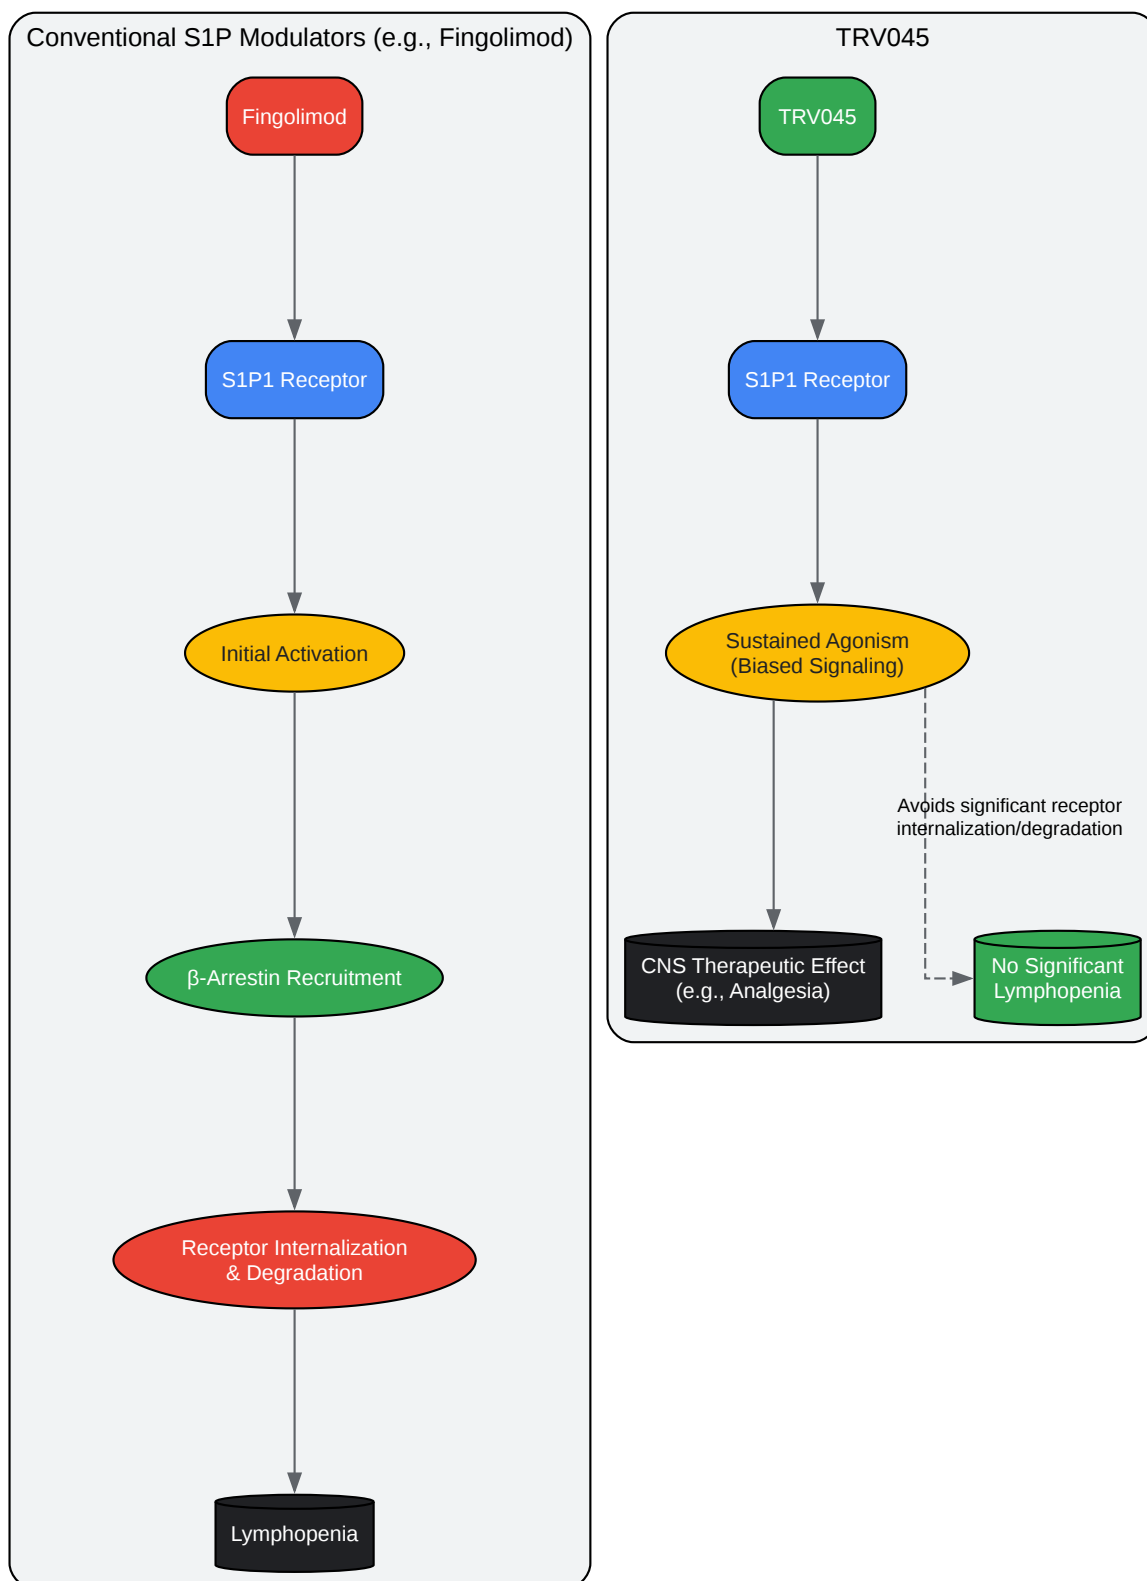 Conventional S1P Modulators (e.g., Fingolimod)
Fingolimod
S1P1 Receptor
Initial Activation
β-Arrestin Recruitment
Receptor Internalization
& Degradation
Lymphopenia
TRV045
TRV045
S1P1 Receptor
Sustained Agonism
(Biased Signaling)
Avoids significant receptor
internalization/degradation
CNS Therapeutic Effect
(e.g., Analgesia)
No Significant
Lymphopenia